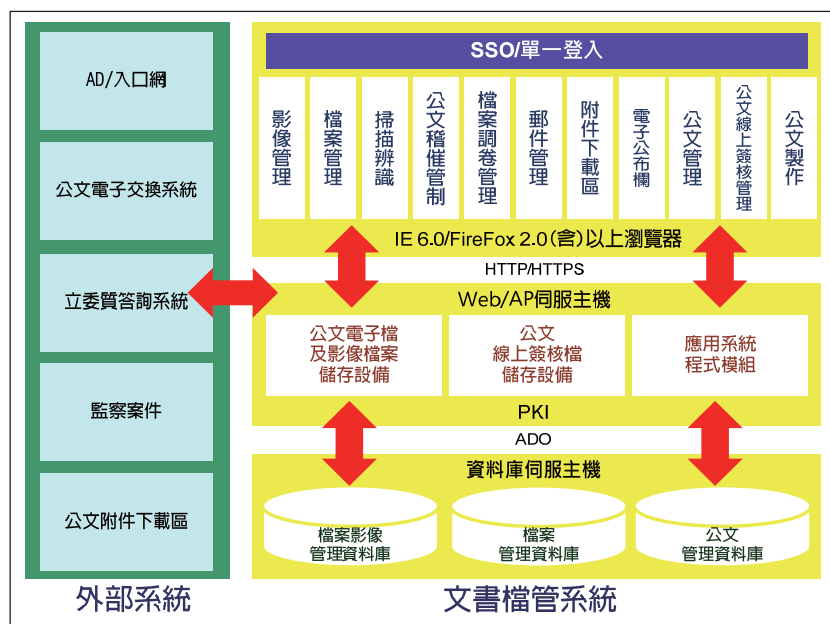 AD/入口網
公文電子交換系統
立委質答詢系統
監察案件
公文附件下載區
外部系統
SSO/單一登入
影像管理
檔案管理
掃描辨識
公文稽催管制
檔案調卷管理
郵件管理
附件下載區
電子公布欄
公文管理
公文線上簽核管理
公文製作
IE 6.0/FireFox 2.0(含)以上瀏覽器
HTTP/HTTPS
Web/AP伺服主機
公文電子檔
及影像檔案
儲存設備
公文
線上簽核檔
儲存設備
應用系統
程式模組
PKI
ADO
資料庫伺服主機
檔案影像
管理資料庫
檔案
管理資料庫
公文
管理資料庫
文書檔管系統